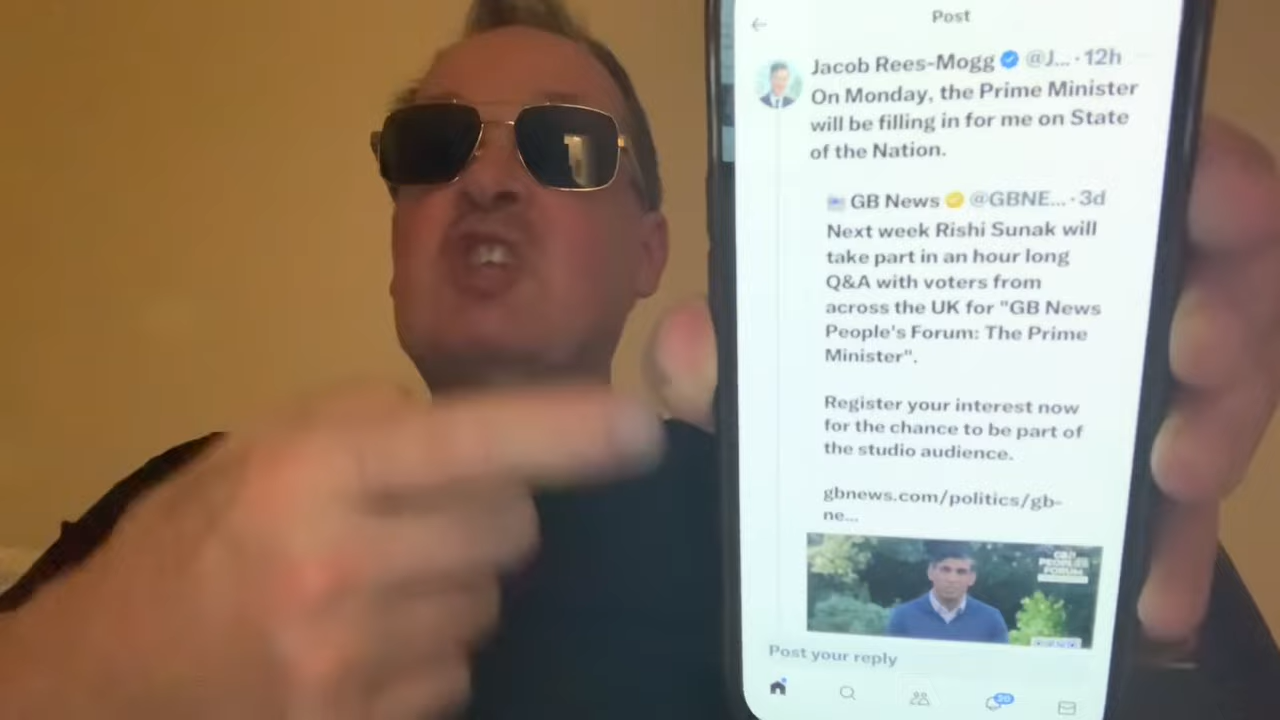 Post
Jacob Rees-Mogg @J... · 12h
On Monday, the Prime Minister
will be filling in for me on State
of the Nation.
GB News @GBNE... · 3d
Next week Rishi Sunak will
take part in an hour long
Q&A with voters from
across the UK for "GB News
People's Forum: The Prime
Minister".
Register your interest now
for the chance to be part of
the studio audience.
gbnews.com/politics/gb-
ne...
PEOPLE'S
FORUM
Post your reply
20